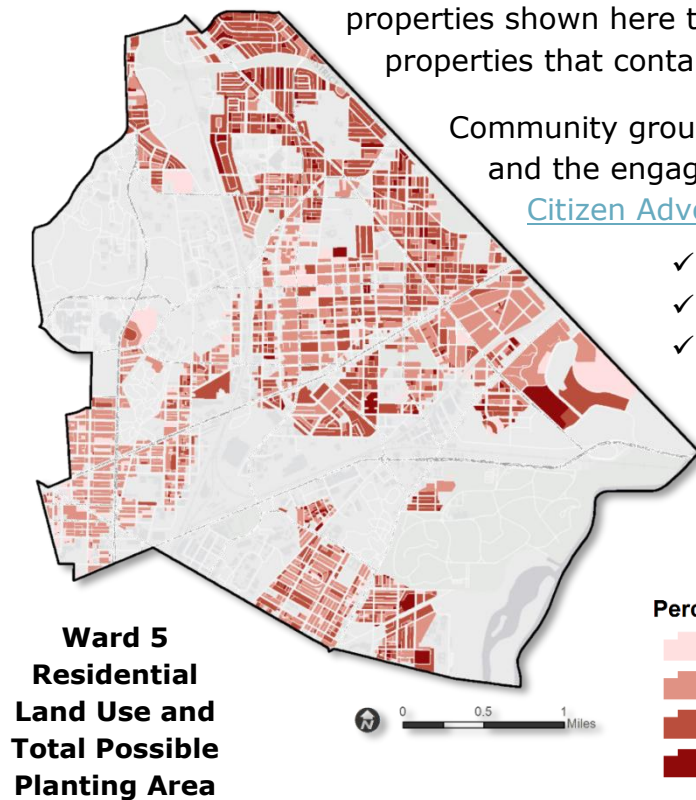 properties shown here t
properties that conta
Community grou
and the engag
Citizen Adv
✓
✓
✓
Ward 5
Residential
Land Use and
Total Possible
Planting Area
N
0 0.5 1
Miles
Perc